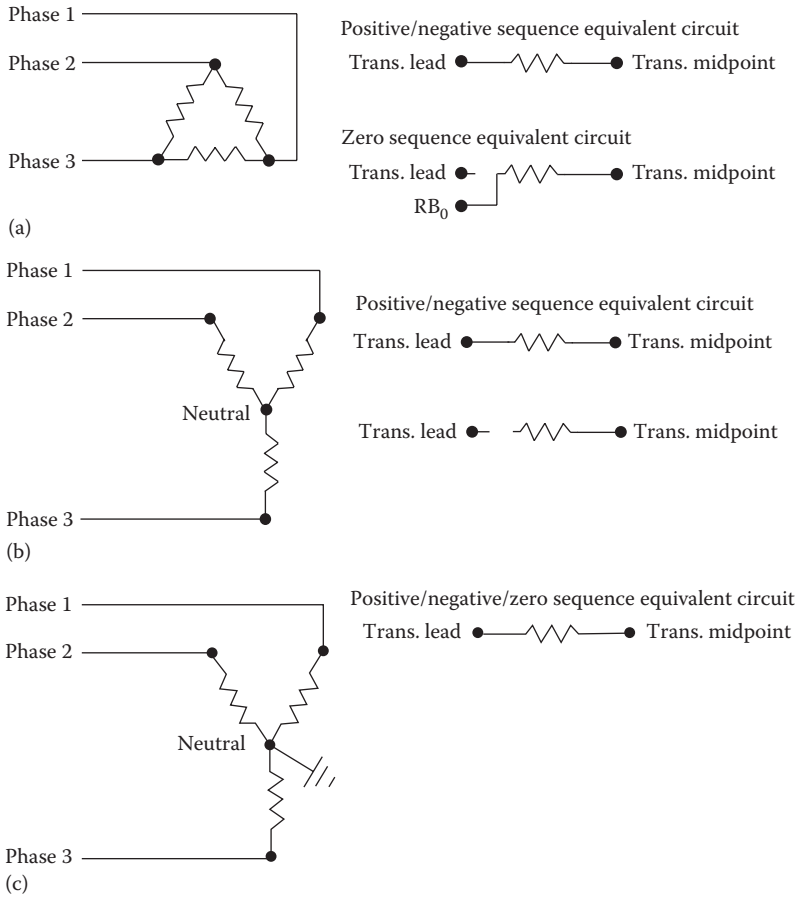 Phase 1
Phase 2
Phase 3
Positive/negative sequence equivalent circuit
Trans. lead Trans. midpoint
Zero sequence equivalent circuit
Trans. lead Trans. midpoint
RB0
(a)
Phase 1
Phase 2
Neutral
Phase 3
Positive/negative sequence equivalent circuit
Trans. lead Trans. midpoint
Trans. lead Trans. midpoint
(b)
Phase 1
Phase 2
Neutral
Phase 3
Positive/negative/zero sequence equivalent circuit
Trans. lead Trans. midpoint
(c)